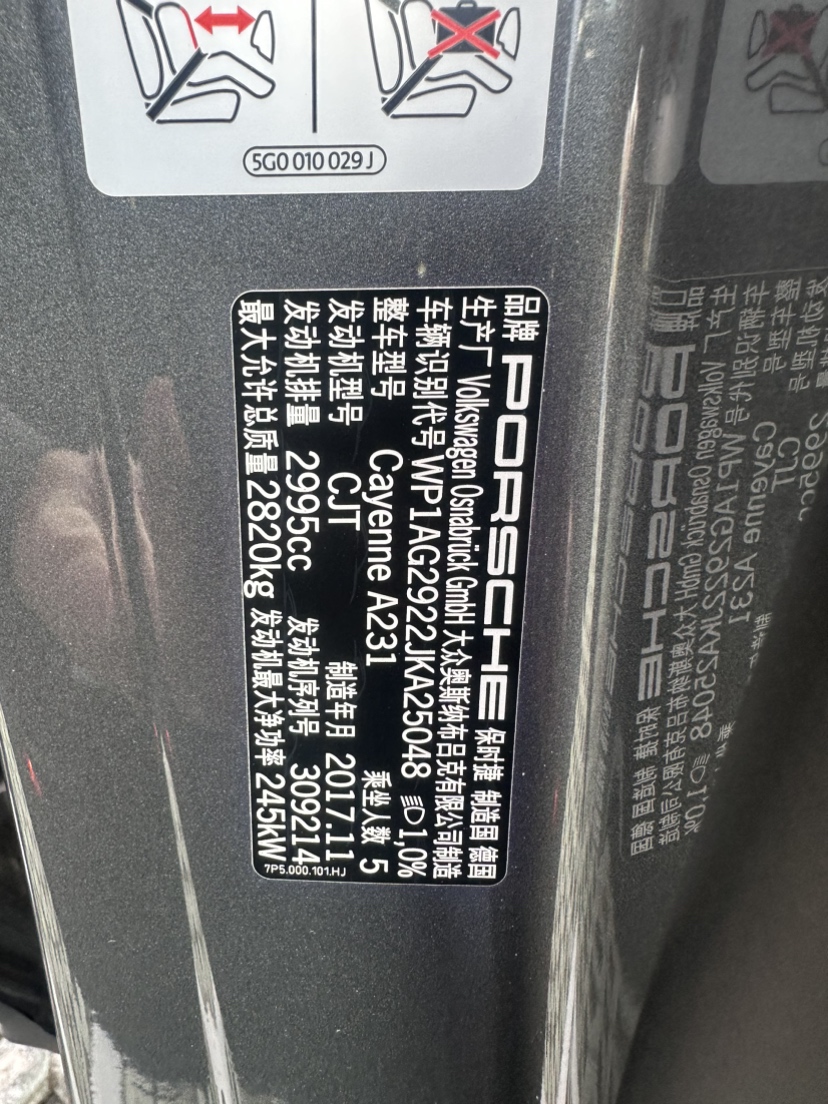 5G0 010 029 J
品牌 PORSCHE 保时捷 制造国 德国
生产厂 Volkswagen Osnabrück GmbH 大众奥斯纳布吕克有限公司制造
车辆识别代号 WP1AG2922JKA25048 1,0%
整车型号 Cayenne A231 乘坐人数 5
发动机型号 CJT 制造年月 2017.11
发动机排量 2995cc 发动机序列号 309214
最大允许总质量 2820kg 发动机最大净功率 245kW
7P5.000.101.HJ